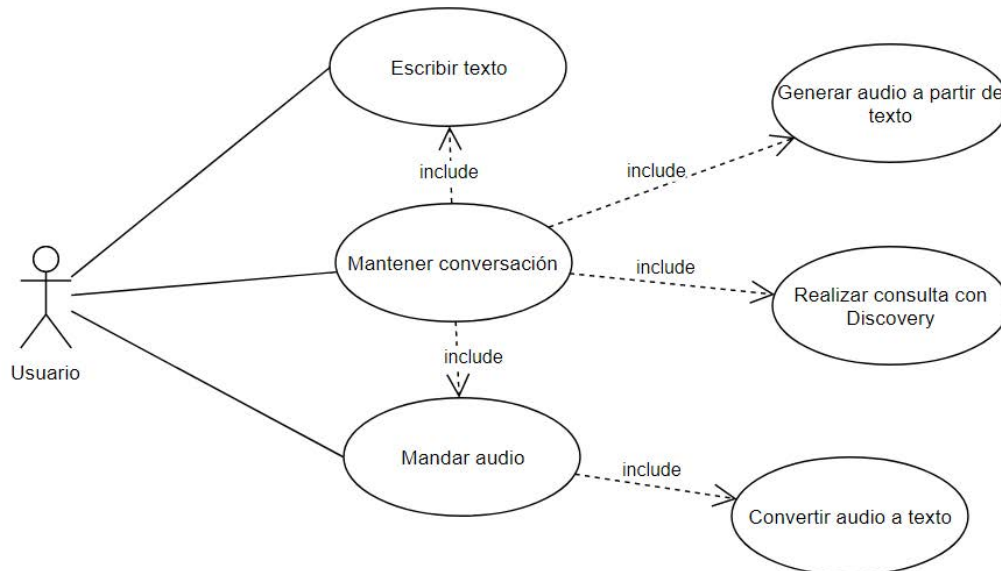 Escribir texto
Generar audio a partir de
texto
include
include
Mantener conversación
include
Realizar consulta con
Discovery
Usuario
include
Mandar audio
include
Convertir audio a texto